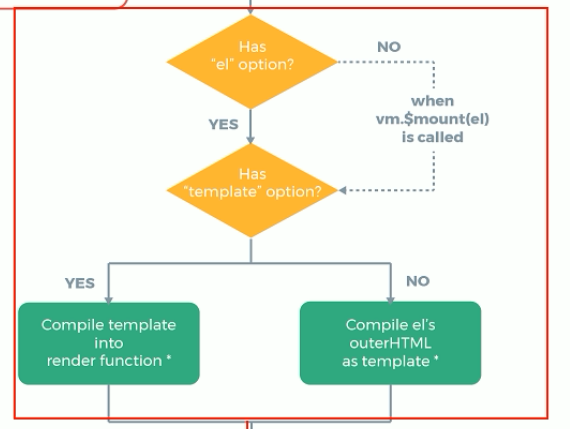 Has
"el" option?
NO
when
vm.$mount(el)
is called
YES
Has
"template" option?
YES
NO
Compile template
into
render function *
Compile el's
outerHTML
as template *